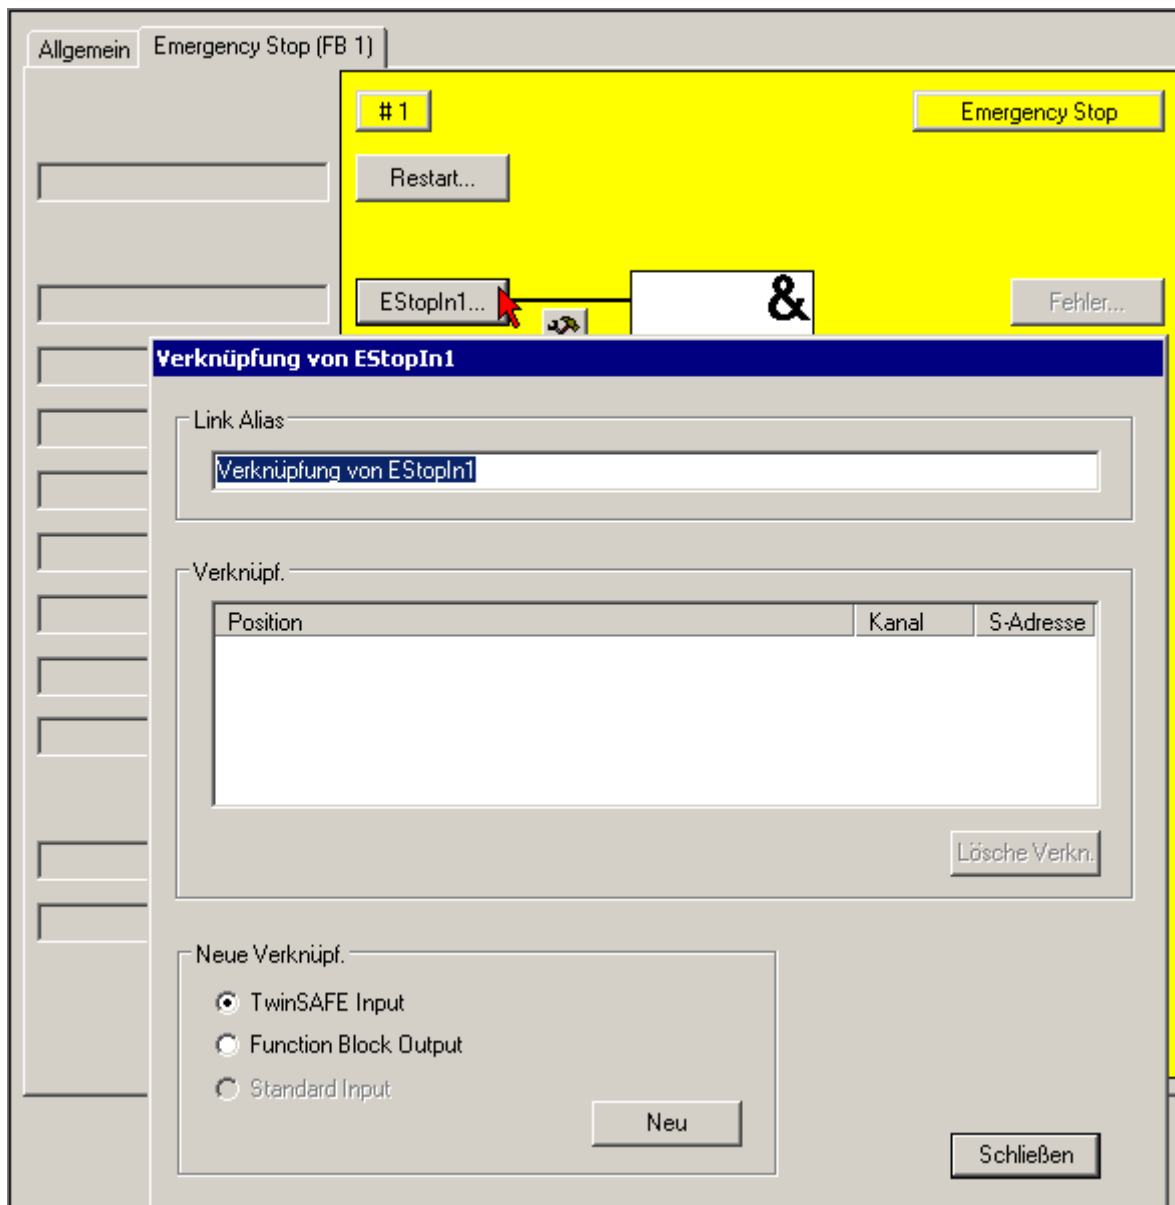 Allgemein
Emergency Stop (FB 1)
# 1
Emergency Stop
Restart...
EStopIn1...
&
Fehler...
Verknüpfung von EStopIn1
Link Alias
Verknüpfung von EStopIn1
Verknüpf.
Position Kanal S-Adresse
Lösche Verkn.
Neue Verknüpf.
TwinSAFE Input
Function Block Output
Standard Input
Neu
Schließen